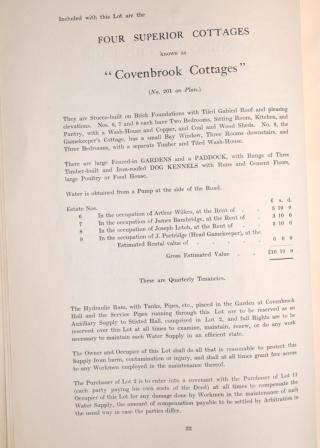 Included with this Lot are the
FOUR SUPERIOR COTTAGES
known as
"Covenbrook Cottages"
(No. 201 on Plan.)
They are Stucco-built on Brick Foundations with Tiled Gabled Roof and pleasing
elevations. Nos. 6, 7 and 8 each have Two Bedrooms, Sitting Room, Kitchen, and
Pantry, with a Wash-House and Copper, and Coal and Wood Sheds. No. 9, the
Gamekeeper's Cottage, has a small Bay Window, Three Rooms downstairs, and
Three Bedrooms, with a separate Timber and Tiled Wash-House.
There are large Fenced-in GARDENS and a PADDOCK, with Range of Three
Timber-built and Iron-roofed DOG KENNELS with Runs and Cement Floors,
large Poultry or Food House.
Water is obtained from a Pump at the side of the Road.
Estate Nos. £ s. d.
6 In the occupation of Arthur Wilkes, at the Rent of . . 3 10 0
7 In the occupation of James Bambridge, at the Rent of . 3 10 0
8 In the occupation of Joseph Letch, at the Rent of . . 3 10 0
9 In the occupation of J. Partridge (Head Gamekeeper), at the
Estimated Rental value of . . . . 6 0 0
Gross Estimated Value . . £16 10 0
These are Quarterly Tenancies.
The Hydraulic Ram, with Tanks, Pipes, etc., placed in the Garden at Covenbrook
Hall and the Service Pipes running through this Lot are to be reserved as an
Auxiliary Supply to Stisted Hall, comprised in Lot 2, and full Rights are to be
reserved over this Lot at all times to examine, maintain, renew, or do any work
necessary to maintain such Water Supply in an efficient state.
The Owner and Occupier of this Lot shall do all that is reasonable to protect this
Supply from harm, contamination or injury, and shall at all times grant free access
to any Workmen employed in the maintenance thereof.
The Purchaser of Lot 2 is to enter into a covenant with the Purchaser of Lot 11
(each party paying his own costs of the Deed) at all times to compensate the
Occupier of this Lot for any damage done by Workmen in the maintenance of such
Water Supply, the amount of compensation payable to be settled by Arbitration in
the usual way in case the parties differ.
32